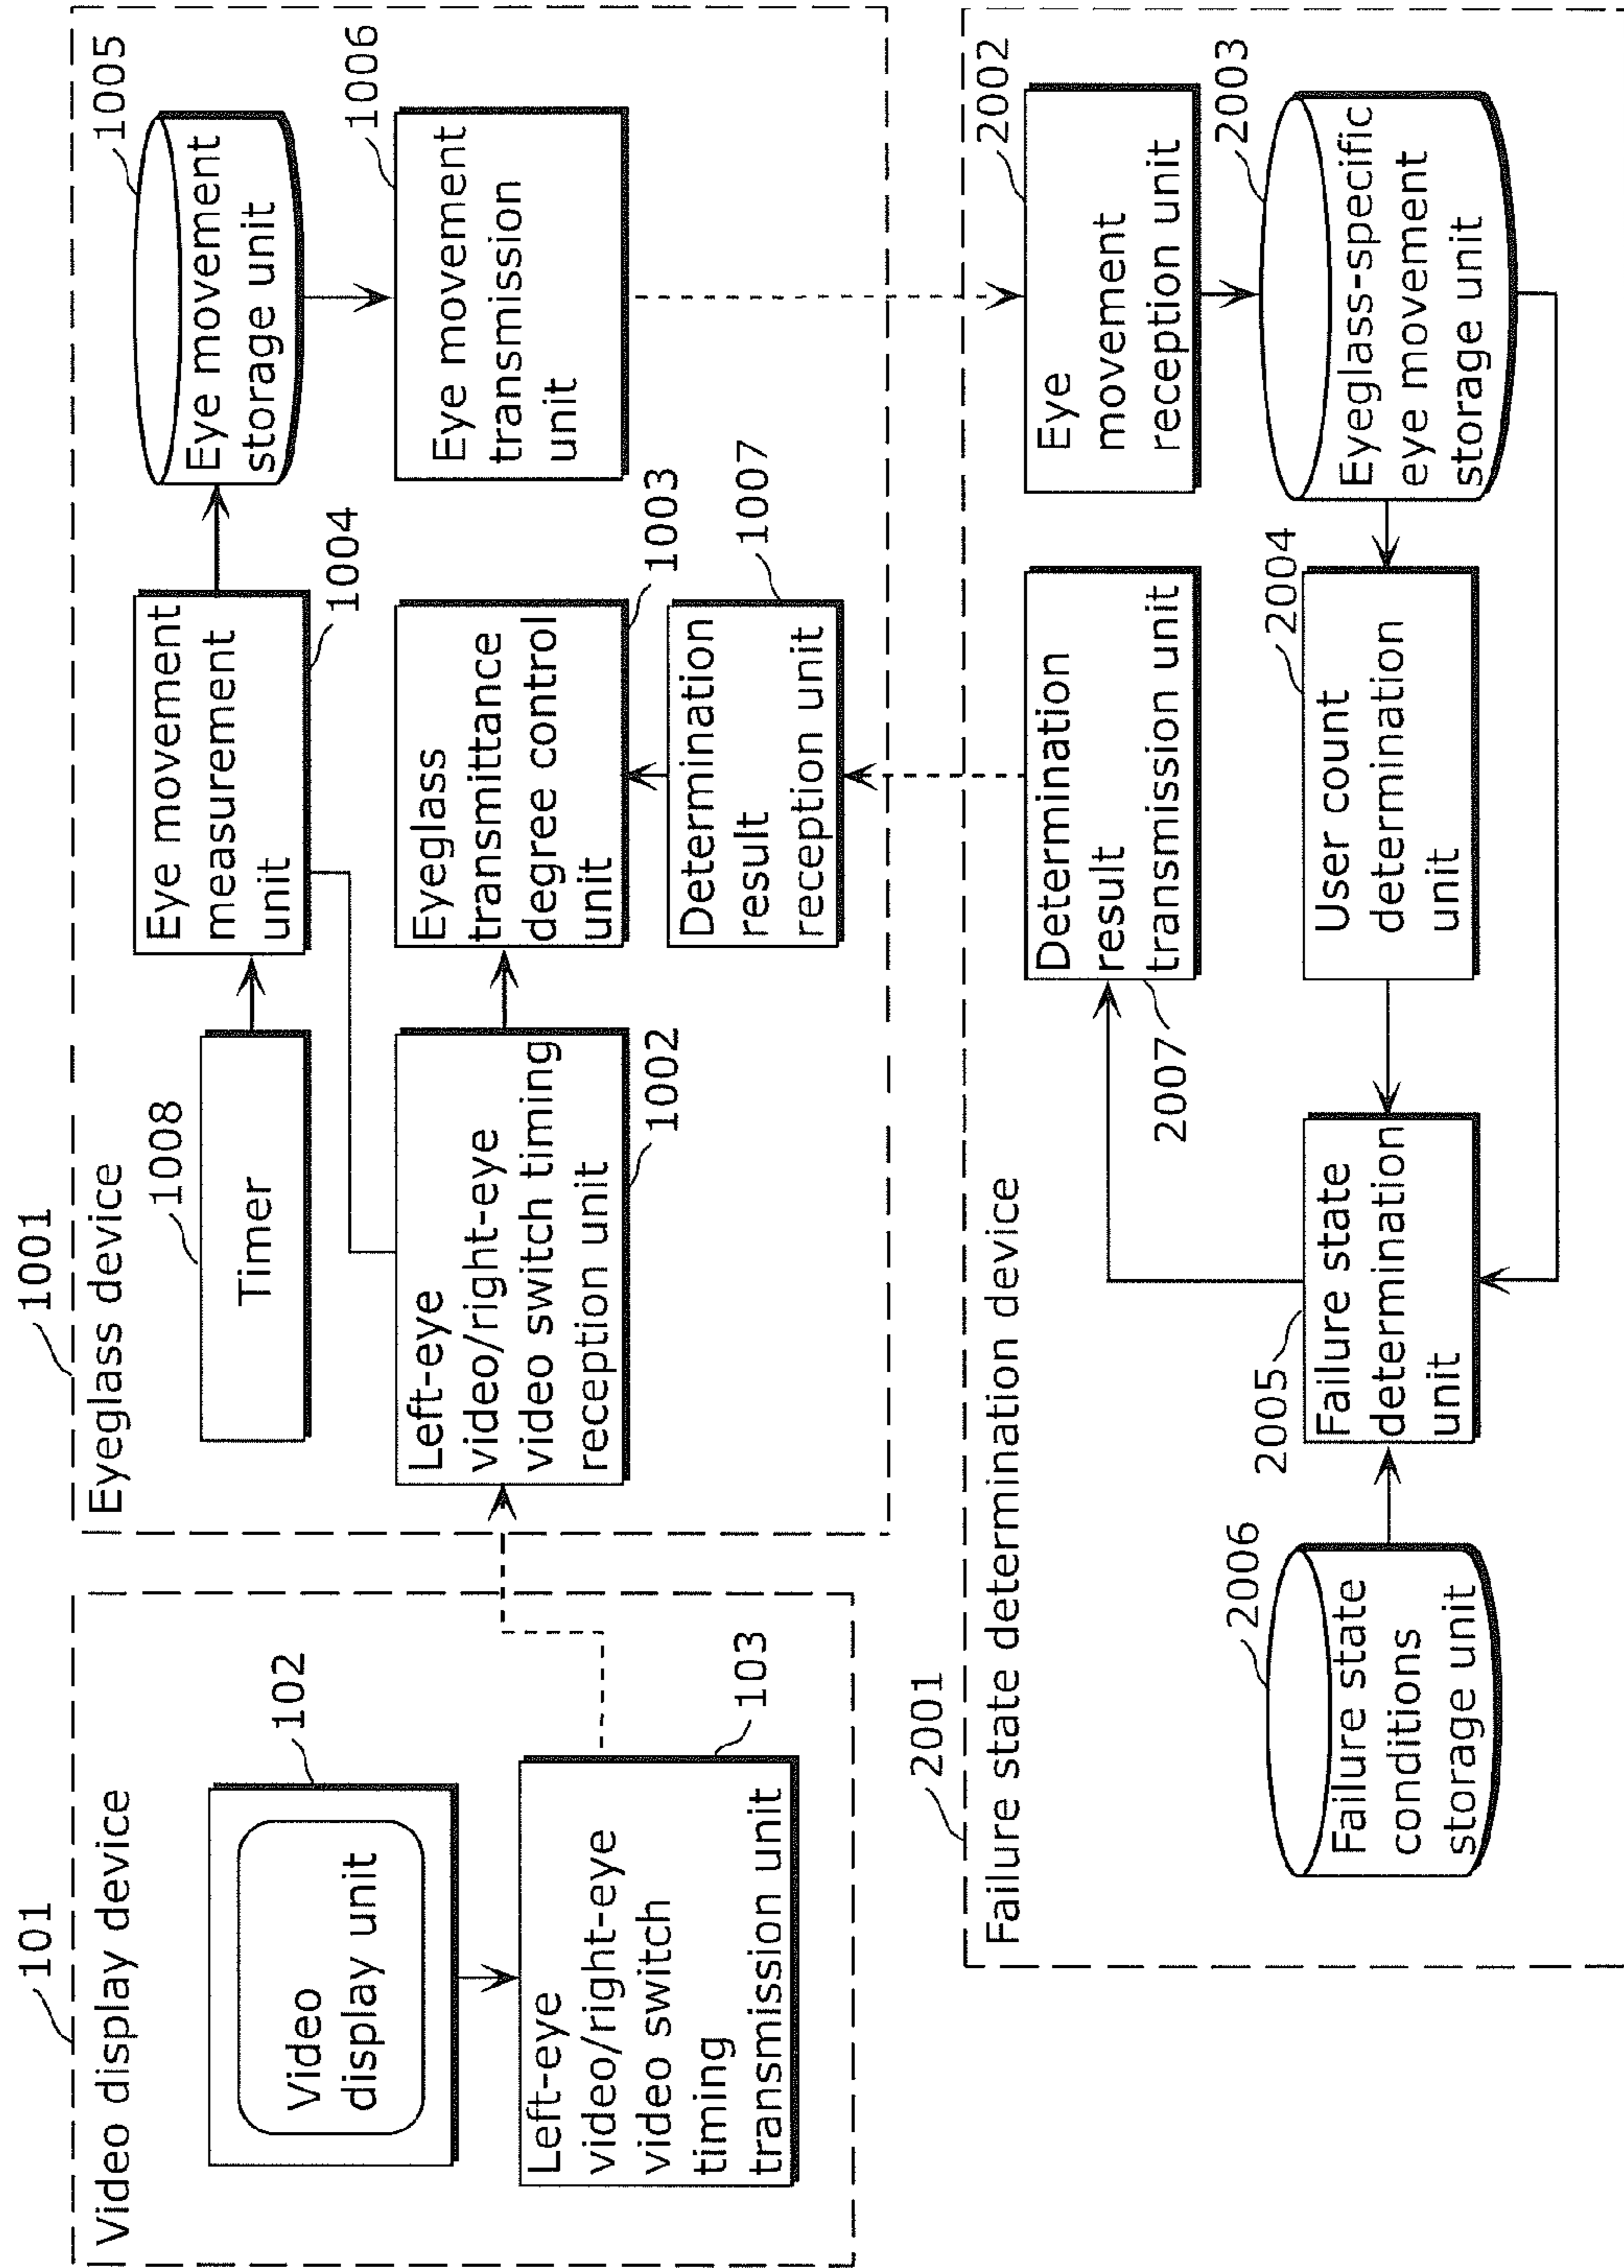 101
Video display device
102
Video
display unit
Left-eye
video/right-eye
video switch
timing
transmission unit
103
1001
Eyeglass device
1008
Timer
Left-eye
video/right-eye
video switch timing
reception unit
1002
Eye movement
measurement
unit
1004
Eyeglass
transmittance
degree control
unit
1003
Determination
result
reception unit
1007
Eye movement
storage unit
1005
Eye movement
transmission
unit
1006
2001
Failure state determination device
2006
Failure state
conditions
storage unit
2005
Failure state
determination
unit
2007
Determination
result
transmission unit
2004
User count
determination
unit
2002
Eye
movement
reception unit
2003
Eyeglass-specific
eye movement
storage unit